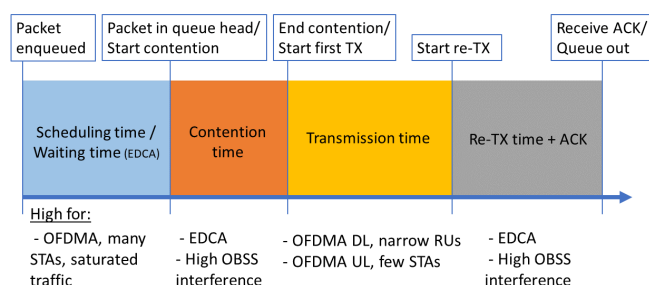 Packet
enqueued
Packet in queue head/
Start contention
End contention/
Start first TX
Start re-TX
Receive ACK/
Queue out
Scheduling time /
Waiting time (EDCA)
Contention
time
Transmission time
Re-TX time + ACK
High for:
- OFDMA, many
STAs, saturated
traffic
- EDCA
- High OBSS
interference
- OFDMA DL, narrow RUs
- OFDMA UL, few STAs
- EDCA
- High OBSS
interference